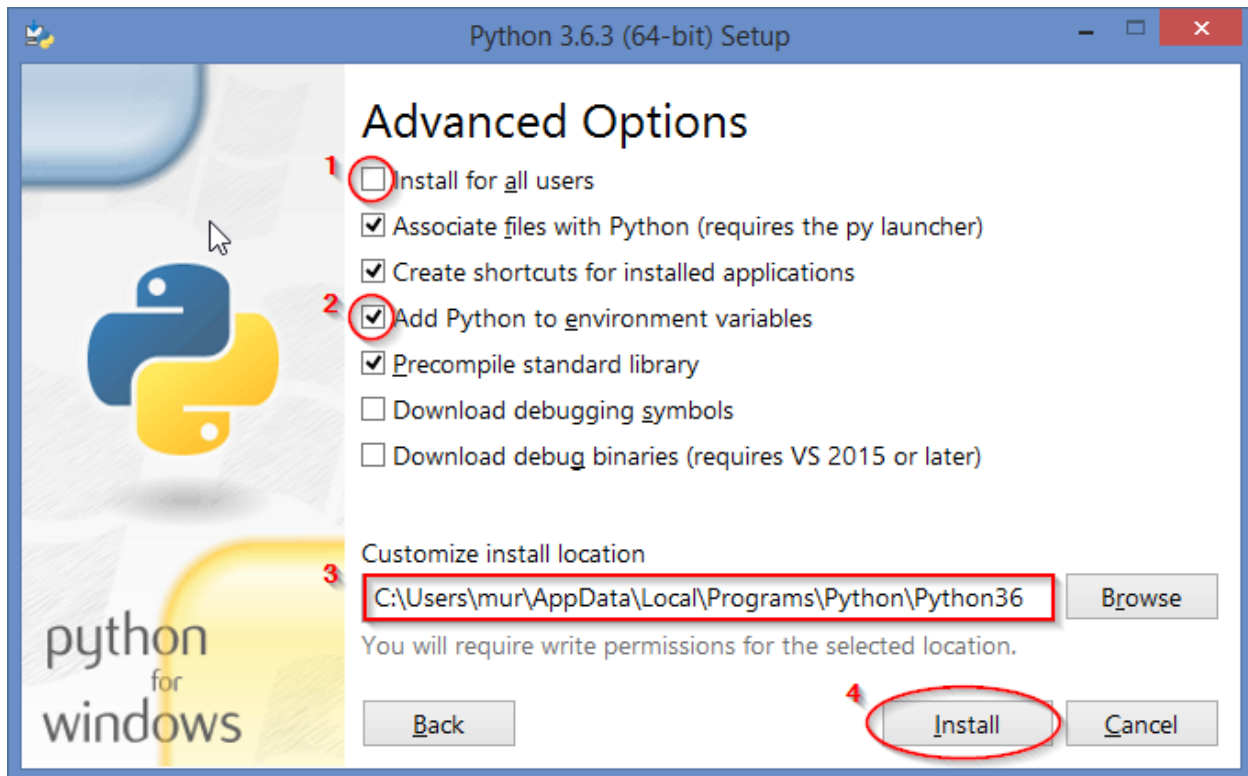 Python 3.6.3 (64-bit) Setup
Advanced Options
1
Install for all users
Associate files with Python (requires the py launcher)
Create shortcuts for installed applications
2
Add Python to environment variables
Precompile standard library
Download debugging symbols
Download debug binaries (requires VS 2015 or later)
Customize install location
3
C:\Users\mur\AppData\Local\Programs\Python\Python36
Browse
You will require write permissions for the selected location.
python
for
windows
Back
4
Install
Cancel